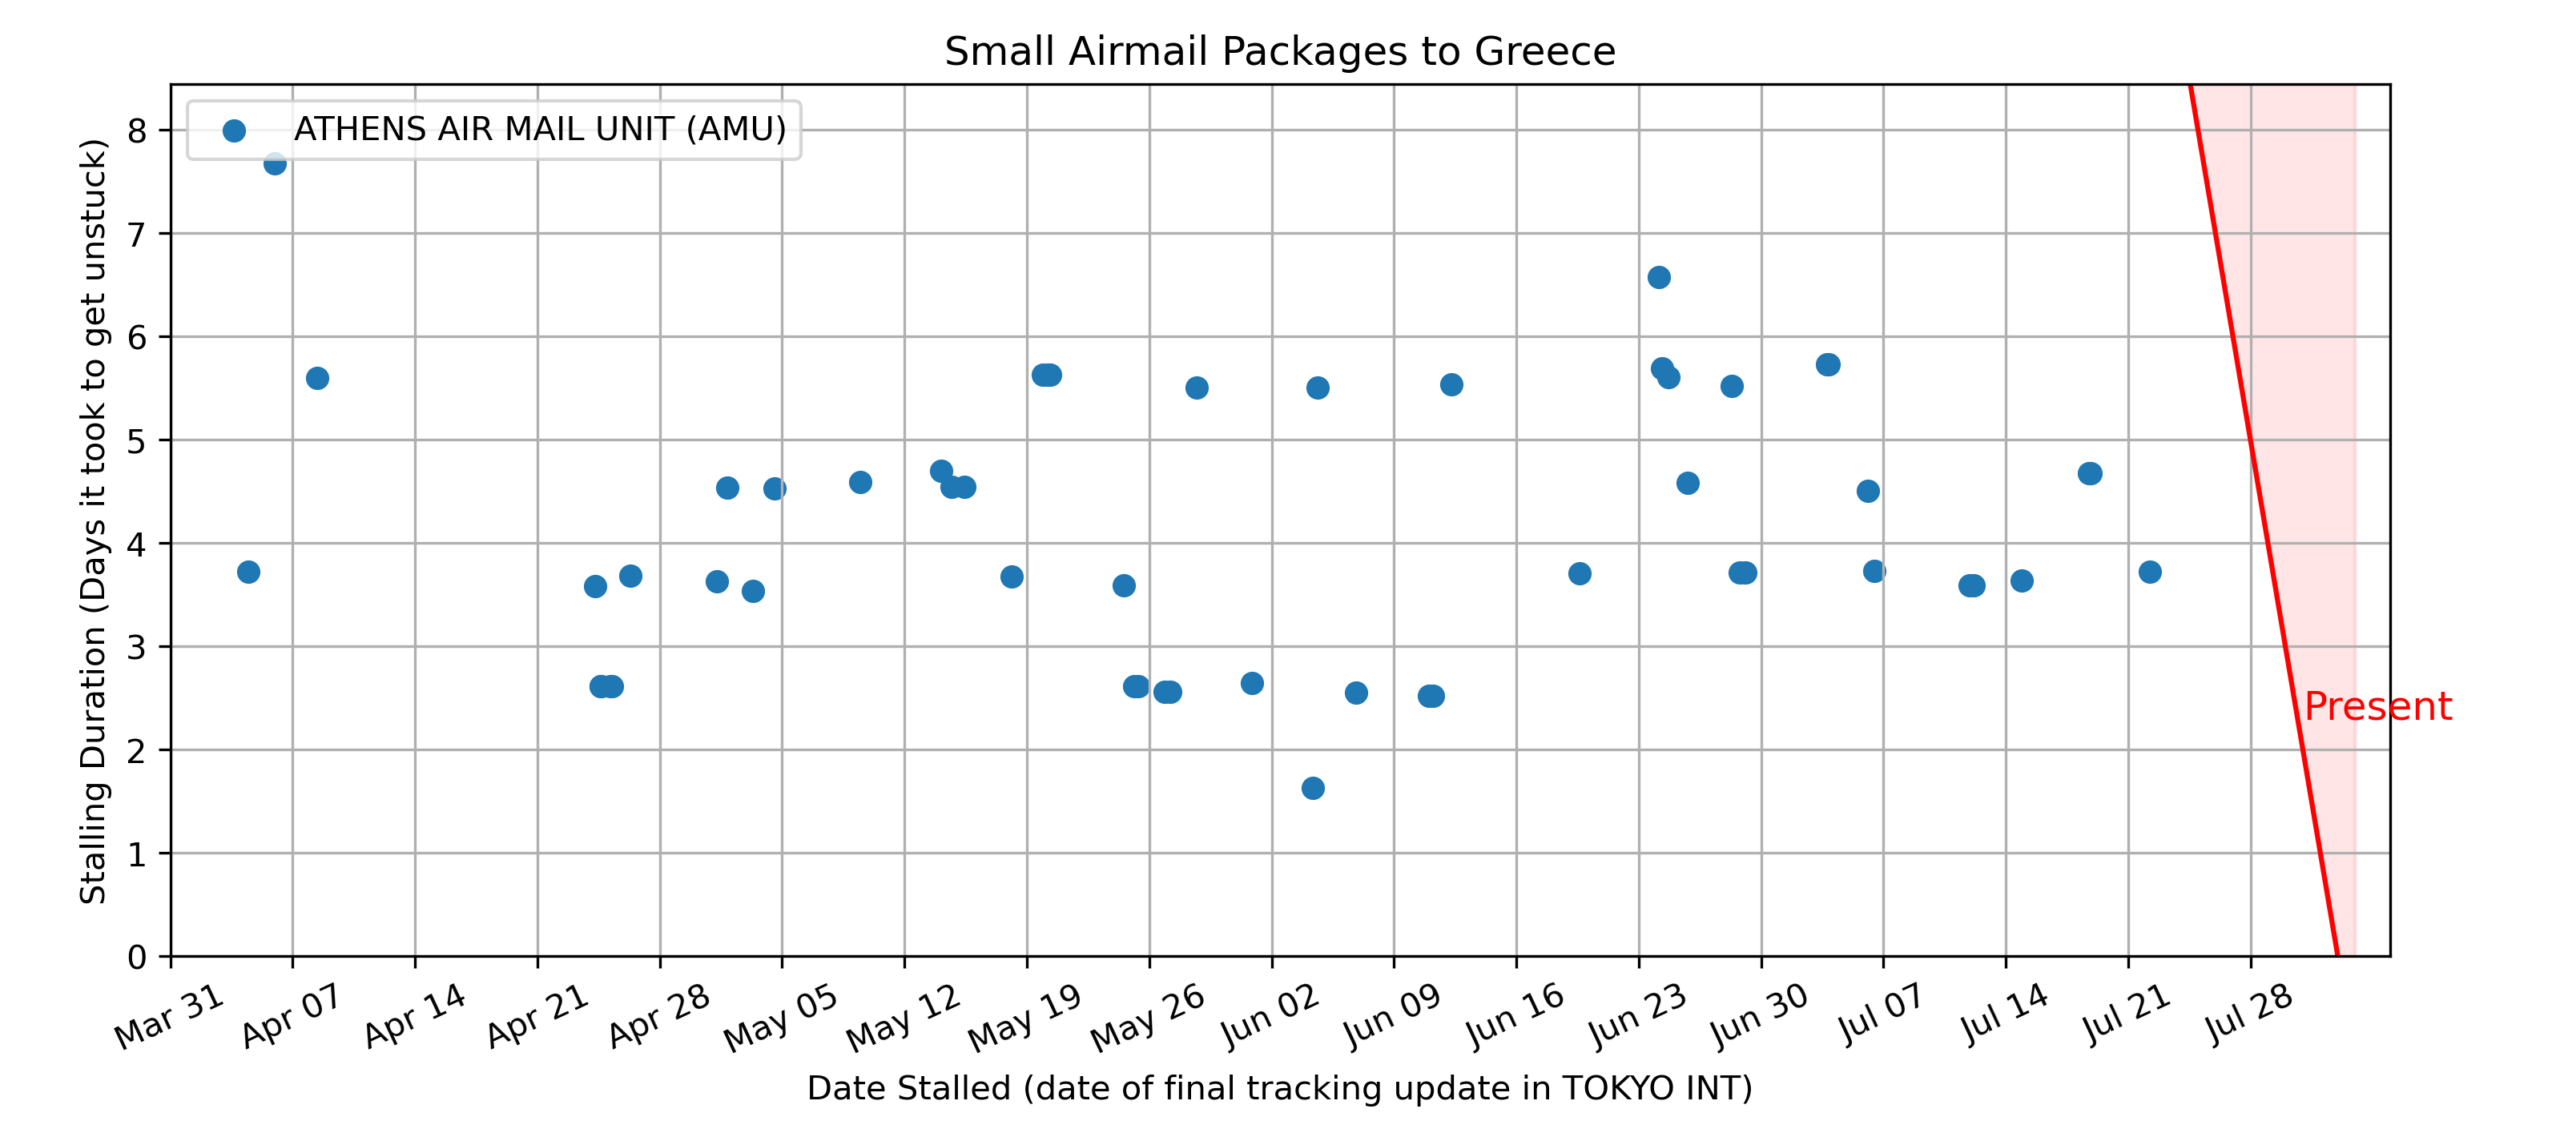 Small Airmail Packages to Greece
ATHENS AIR MAIL UNIT (AMU)
Stalling Duration (Days it took to get unstuck)
8
7
6
5
4
3
2
1
0
Present
Mar 31
Apr 07
Apr 14
Apr 21
Apr 28
May 05
May 12
May 19
May 26
Jun 02
Jun 09
Jun 16
Jun 23
Jun 30
Jul 07
Jul 14
Jul 21
Jul 28
Date Stalled (date of final tracking update in TOKYO INT)